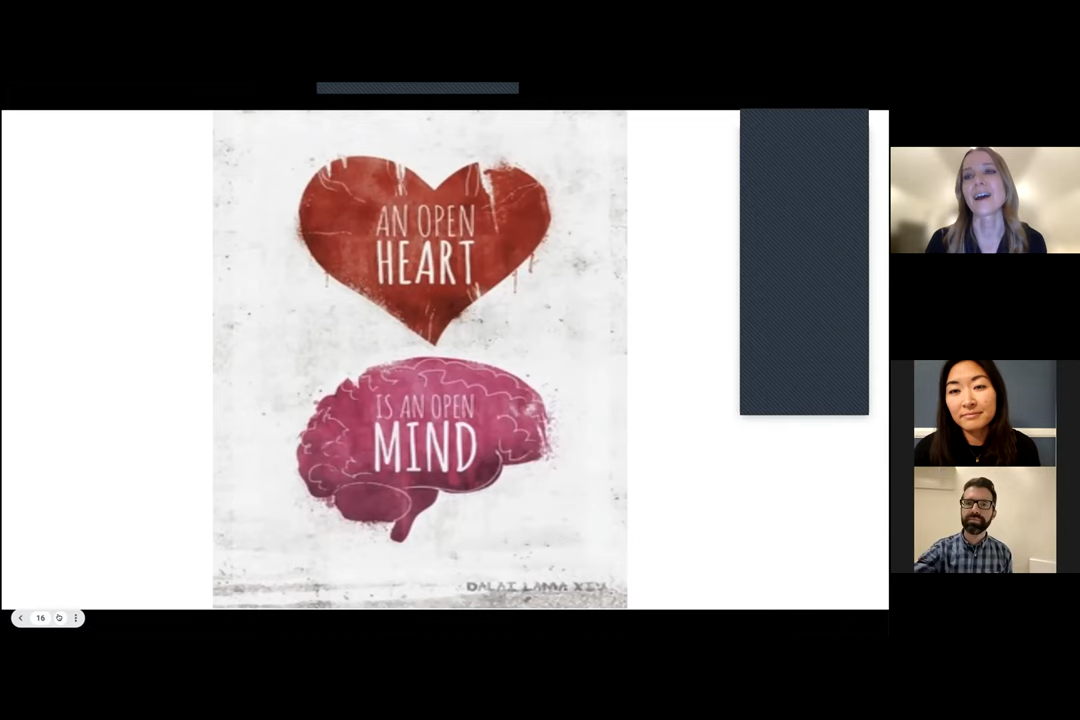 AN OPEN
HEART
IS AN OPEN
MIND
DALAI LAMA XIV
16